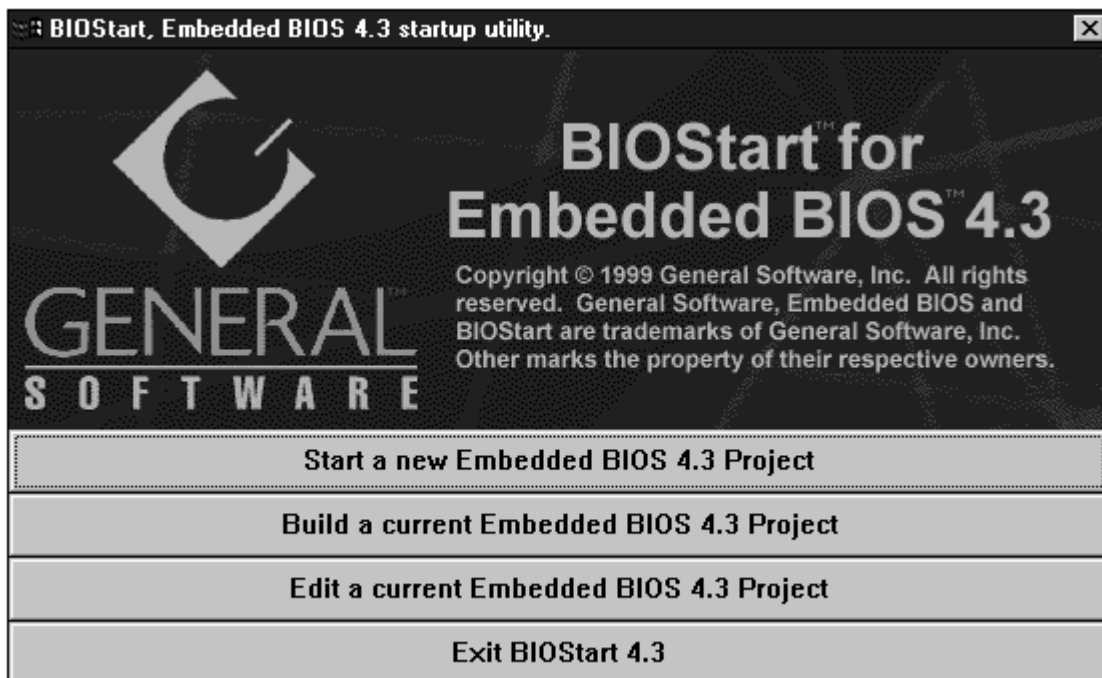 BIOStart, Embedded BIOS 4.3 startup utility.
BIOStart™ for
Embedded BIOS™ 4.3
Copyright © 1999 General Software, Inc. All rights
reserved. General Software, Embedded BIOS and
BIOStart are trademarks of General Software, Inc.
Other marks the property of their respective owners.
GENERAL™
SOFTWARE
Start a new Embedded BIOS 4.3 Project
Build a current Embedded BIOS 4.3 Project
Edit a current Embedded BIOS 4.3 Project
Exit BIOStart 4.3